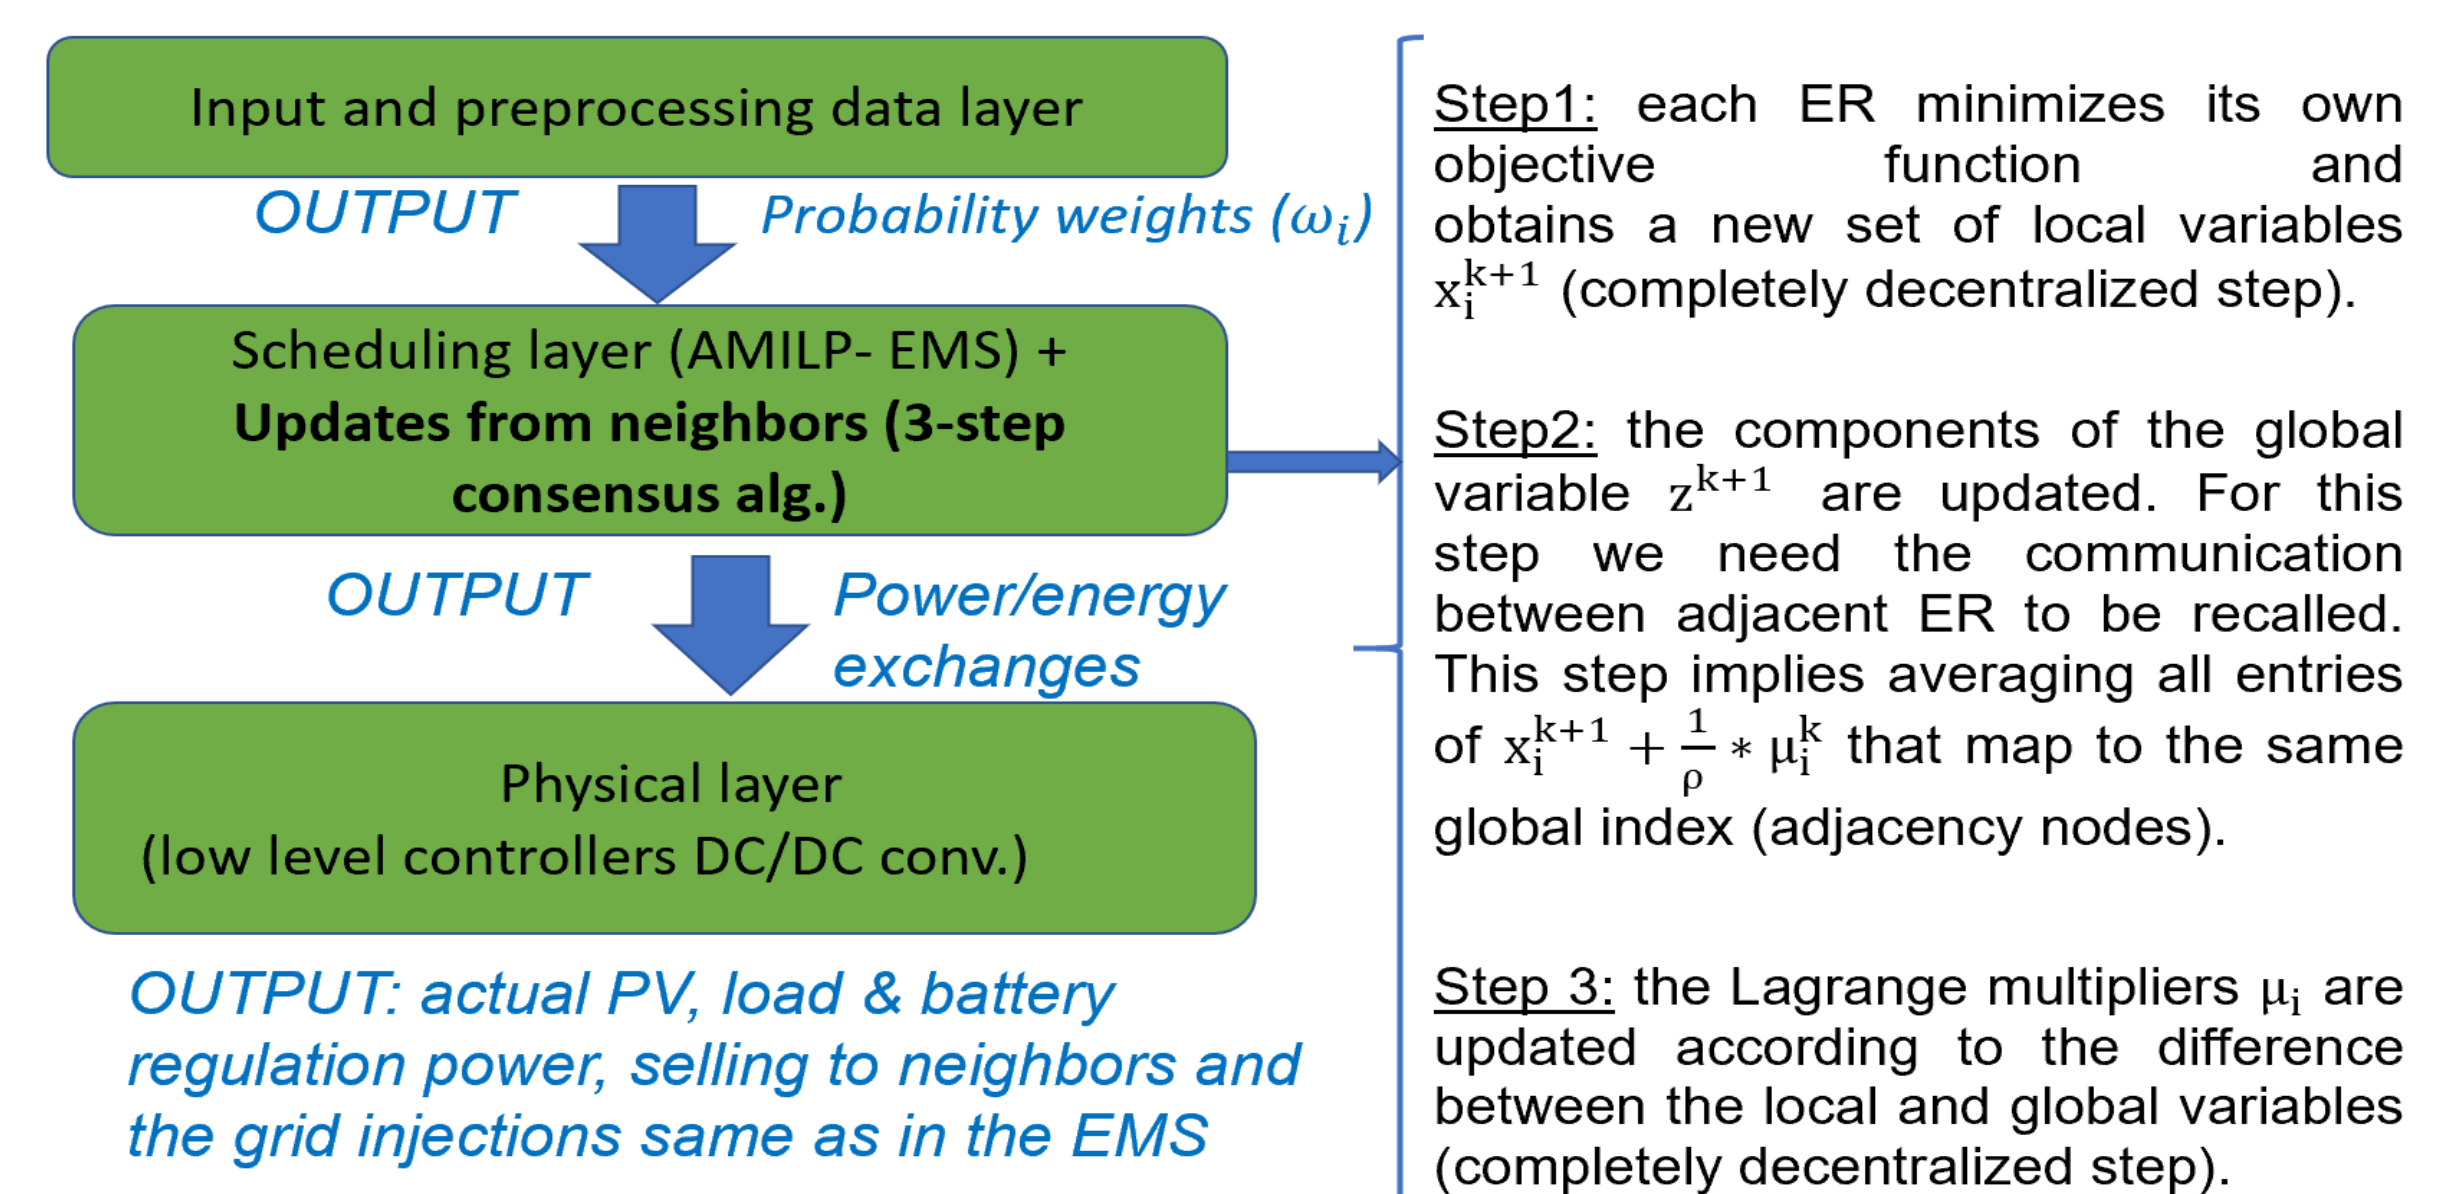 Input and preprocessing data layer
OUTPUT
Probability weights (ωᵢ)
Scheduling layer (AMILP- EMS) +
Updates from neighbors (3-step
consensus alg.)
OUTPUT
Power/energy
exchanges
Physical layer
(low level controllers DC/DC conv.)
OUTPUT: actual PV, load & battery
regulation power, selling to neighbors and
the grid injections same as in the EMS
Step1: each ER minimizes its own
objective function and
obtains a new set of local variables
x_i^{k+1} (completely decentralized step).
Step2: the components of the global
variable z^{k+1} are updated. For this
step we need the communication
between adjacent ER to be recalled.
This step implies averaging all entries
of x_i^{k+1} + \frac{1}{ρ} * μ_i^k that map to the same
global index (adjacency nodes).
Step 3: the Lagrange multipliers μ_i are
updated according to the difference
between the local and global variables
(completely decentralized step).